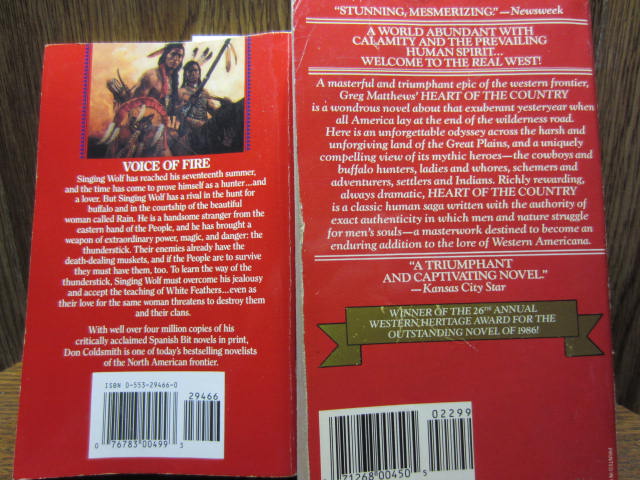 VOICE OF FIRE
Singing Wolf has reached his seventeenth summer,
and the time has come to prove himself as a hunter...and
a lover. But Singing Wolf has a rival in the hunt for
buffalo and in the courtship of the beautiful
woman called Rain. He is a handsome stranger from the
eastern band of the People, and he has brought a
weapon of extraordinary power, magic, and danger: the
thunderstick. Their enemies already have the
death-dealing muskets, and if the People are to survive
they must have them, too. To learn the way of the
thunderstick, Singing Wolf must overcome his jealousy
and accept the teaching of White Feathers...even as
their love for the same woman threatens to destroy them
and their clans.
With well over four million copies of his
critically acclaimed Spanish Bit novels in print,
Don Coldsmith is one of today's bestselling novelists
of the North American frontier.
ISBN 0-553-29466-0
29466
0 76783 00499 3
"STUNNING, MESMERIZING."—Newsweek
A WORLD ABUNDANT WITH
CALAMITY AND THE PREVAILING
HUMAN SPIRIT...
WELCOME TO THE REAL WEST!
A masterful and triumphant epic of the western frontier,
Greg Matthews' HEART OF THE COUNTRY
is a wondrous novel about that exuberant yesteryear when
all America lay at the end of the wilderness road.
Here is an unforgettable odyssey across the harsh and
unforgiving land of the Great Plains, and a uniquely
compelling view of its mythic heroes—the cowboys and
buffalo hunters, ladies and whores, schemers and
adventurers, settlers and Indians. Richly rewarding,
always dramatic, HEART OF THE COUNTRY
is a classic human saga written with the authority of
exact authenticity in which men and nature struggle
for men's souls—a masterwork destined to become an
enduring addition to the lore of Western Americana.
"A TRIUMPHANT
AND CAPTIVATING NOVEL."
—Kansas City Star
WINNER OF THE 26TH ANNUAL
WESTERN HERITAGE AWARD FOR THE
OUTSTANDING NOVEL OF 1986!
02299
71268 00450 5
PRINTED IN